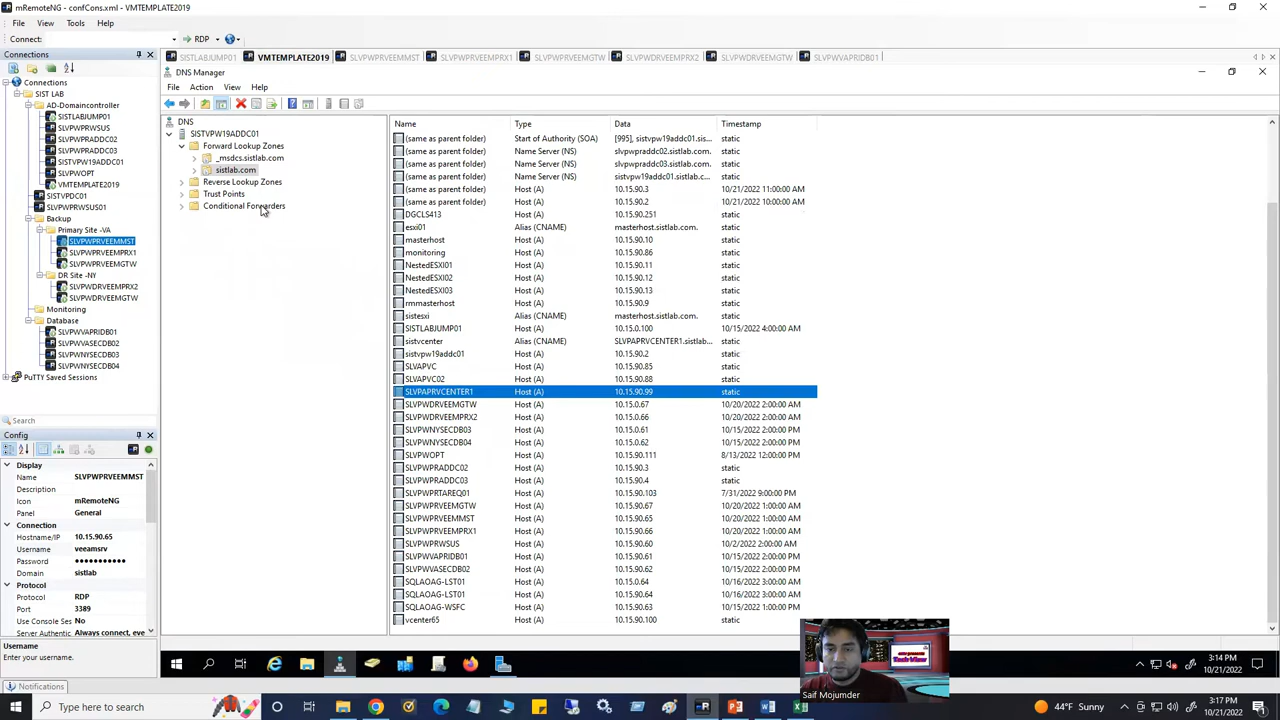 mRemoteNG - confCons.xml - VMTEMPLATE2019
File View Tools Help
Connect: RDP
Connections
SISTLABJUMP01 VMTEMPLATE2019 SLVPWPRVEEMMST SLVPWPRVEEMPRX1 SLVPWPRVEEMGTW SLVPWDRVEEMPRX2 SLVPWDRVEEMGTW SLVPWVAPRIDB01
Connections
SIST LAB
AD-Domaincontroller
SISTLABJUMP01
SLVPWPRWSUS
SLVPWPRADDC02
SLVPWPRADDC03
SISTVPW19ADDC01
SLVPWOPT
VMTEMPLATE2019
SISTVPDC01
SLVPWPRWSUS01
Backup
Primary Site -VA
SLVPWPRVEEMMST
SLVPWPRVEEMPRX1
SLVPWPRVEEMGTW
DR Site -NY
SLVPWDRVEEMPRX2
SLVPWDRVEEMGTW
Monitoring
Database
SLVPWVAPRIDB01
SLVPWVASECDB02
SLVPWNYSECDB03
SLVPWNYSECDB04
PuTTY Saved Sessions
Search
Config
Display
Name SLVPWPRVEEMMST
Description
Icon mRemoteNG
Panel General
Connection
Hostname/IP 10.15.90.65
Username veeamsrv
Password ●●●●●●●●●●●
Domain sistlab
Protocol
Protocol RDP
Port 3389
Use Console Ses No
Server Authentic Always connect, eve
Username
Enter your username.
Notifications
DNS Manager
File Action View Help
DNS
SISTVPW19ADDC01
Forward Lookup Zones
_msdcs.sistlab.com
sistlab.com
Reverse Lookup Zones
Trust Points
Conditional Forwarders
Name Type Data Timestamp
(same as parent folder) Start of Authority (SOA) [995], sistvpw19addc01.sis... static
(same as parent folder) Name Server (NS) slvpwpraddc02.sistlab.com. static
(same as parent folder) Name Server (NS) slvpwpraddc03.sistlab.com. static
(same as parent folder) Name Server (NS) sistvpw19addc01.sistlab.c... static
(same as parent folder) Host (A) 10.15.90.3 10/21/2022 11:00:00 AM
(same as parent folder) Host (A) 10.15.90.2 10/21/2022 10:00:00 AM
DGCLS413 Host (A) 10.15.90.251 static
esxi01 Alias (CNAME) masterhost.sistlab.com. static
masterhost Host (A) 10.15.90.10 static
monitoring Host (A) 10.15.90.86 static
NestedESXI01 Host (A) 10.15.90.11 static
NestedESXI02 Host (A) 10.15.90.12 static
NestedESXI03 Host (A) 10.15.90.13 static
rmmasterhost Host (A) 10.15.90.9 static
sistesxi Alias (CNAME) masterhost.sistlab.com. static
SISTLABJUMP01 Host (A) 10.15.0.100 10/15/2022 4:00:00 AM
sistvcenter Alias (CNAME) SLVPAPRVCENTER1.sistlab... static
sistvpw19addc01 Host (A) 10.15.90.2 static
SLVAPVC Host (A) 10.15.90.85 static
SLVAPVC02 Host (A) 10.15.90.88 static
SLVPAPRVCENTER1 Host (A) 10.15.90.99 static
SLVPWDRVEEMGTW Host (A) 10.15.0.67 10/20/2022 2:00:00 AM
SLVPWDRVEEMPRX2 Host (A) 10.15.0.66 10/20/2022 2:00:00 AM
SLVPWNYSECDB03 Host (A) 10.15.0.61 10/15/2022 2:00:00 PM
SLVPWNYSECDB04 Host (A) 10.15.0.62 10/15/2022 2:00:00 PM
SLVPWOPT Host (A) 10.15.90.111 8/13/2022 12:00:00 PM
SLVPWPRADDC02 Host (A) 10.15.90.3 static
SLVPWPRADDC03 Host (A) 10.15.90.4 static
SLVPWPRTAREQ01 Host (A) 10.15.90.103 7/31/2022 9:00:00 PM
SLVPWPRVEEMGTW Host (A) 10.15.90.67 10/20/2022 1:00:00 AM
SLVPWPRVEEMMST Host (A) 10.15.90.65 10/20/2022 1:00:00 AM
SLVPWPRVEEMPRX1 Host (A) 10.15.90.66 10/20/2022 1:00:00 AM
SLVPWPRWSUS Host (A) 10.15.90.60 10/2/2022 2:00:00 AM
SLVPWVAPRIDB01 Host (A) 10.15.90.61 10/15/2022 2:00:00 PM
SLVPWVASECDB02 Host (A) 10.15.90.62 10/15/2022 2:00:00 PM
SQLAOAG-LST01 Host (A) 10.15.0.64 10/16/2022 3:00:00 AM
SQLAOAG-LST01 Host (A) 10.15.90.64 10/16/2022 3:00:00 AM
SQLAOAG-WSFC Host (A) 10.15.90.63 10/15/2022 1:00:00 PM
vcenter65 Host (A) 10.15.90.100 static
Tech View
Saif Mojumder
3:14 PM
10/21/2022
Type here to search
44°F Sunny
3:17 PM
10/21/2022